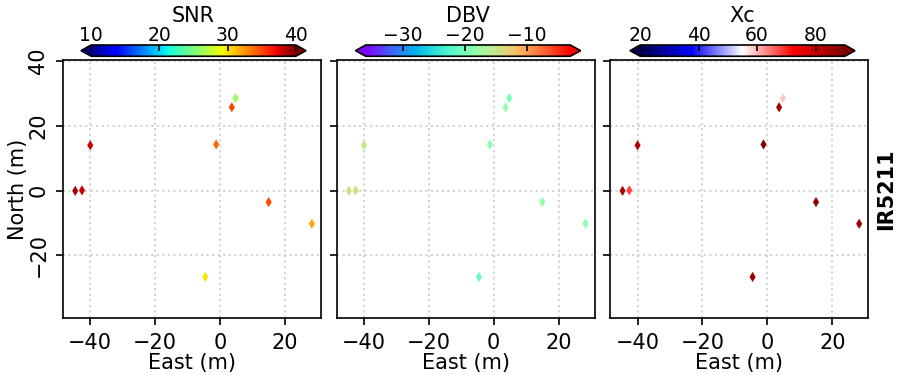 SNR DBV Xc
10 20 30 40 −30 −20 −10 20 40 60 80
40
20
0
−20
North (m)
IR5211
−40 −20 0 20 −40 −20 0 20 −40 −20 0 20
East (m) East (m) East (m)